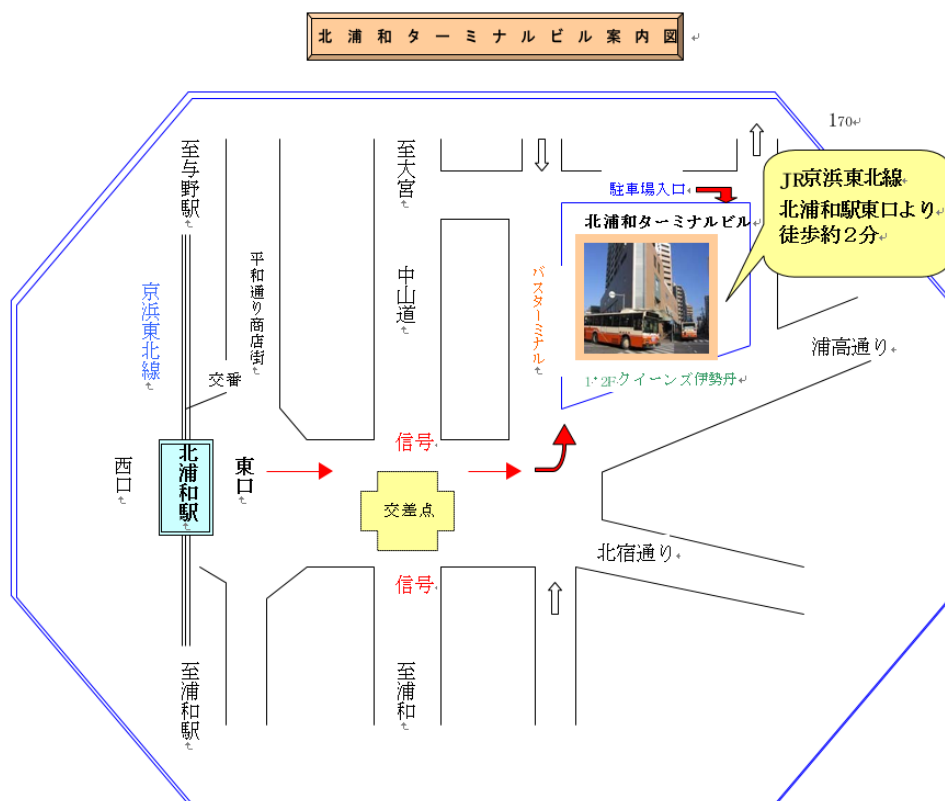 北浦和ターミナルビル案内図
170
至与野駅
至大宮
駐車場入口
JR京浜東北線
北浦和駅東口より
徒歩約２分
北浦和ターミナルビル
平和通り商店街
中山道
バスターミナル
京浜東北線
浦高通り
交番
1･2F クイーンズ伊勢丹
信号
西口
北浦和駅
東口
交差点
北宿通り
信号
至浦和駅
至浦和